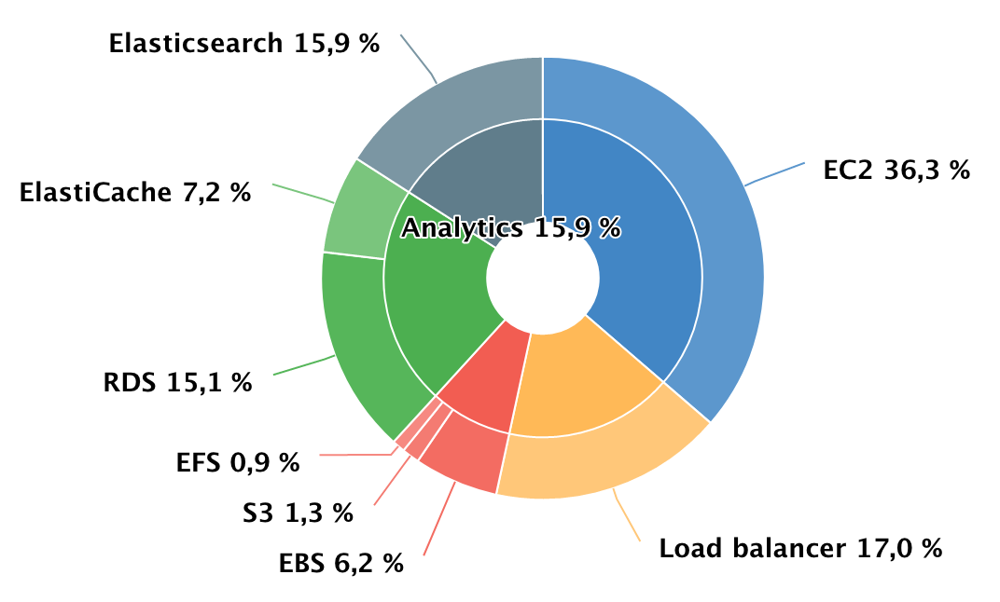 Elasticsearch 15,9 %
EC2 36,3 %
ElastiCache 7,2 %
Analytics 15,9 %
RDS 15,1 %
EFS 0,9 %
S3 1,3 %
Load balancer 17,0 %
EBS 6,2 %